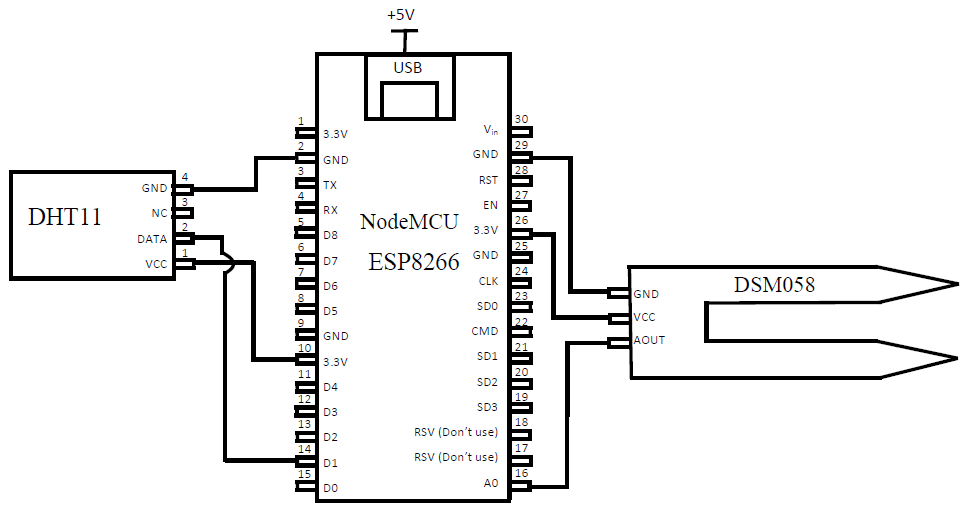 +5V
USB
1
3.3V
2
GND
3
TX
4
RX
5
D8
6
D7
7
D6
8
D5
9
GND
10
3.3V
11
D4
12
D3
13
D2
14
D1
15
D0
NodeMCU
ESP8266
30
Vin
29
GND
28
RST
27
EN
26
3.3V
25
GND
24
CLK
23
SD0
22
CMD
21
SD1
20
SD2
19
SD3
18
RSV (Don't use)
17
RSV (Don't use)
16
A0
DHT11
4
GND
3
NC
2
DATA
1
VCC
DSM058
GND
VCC
AOUT